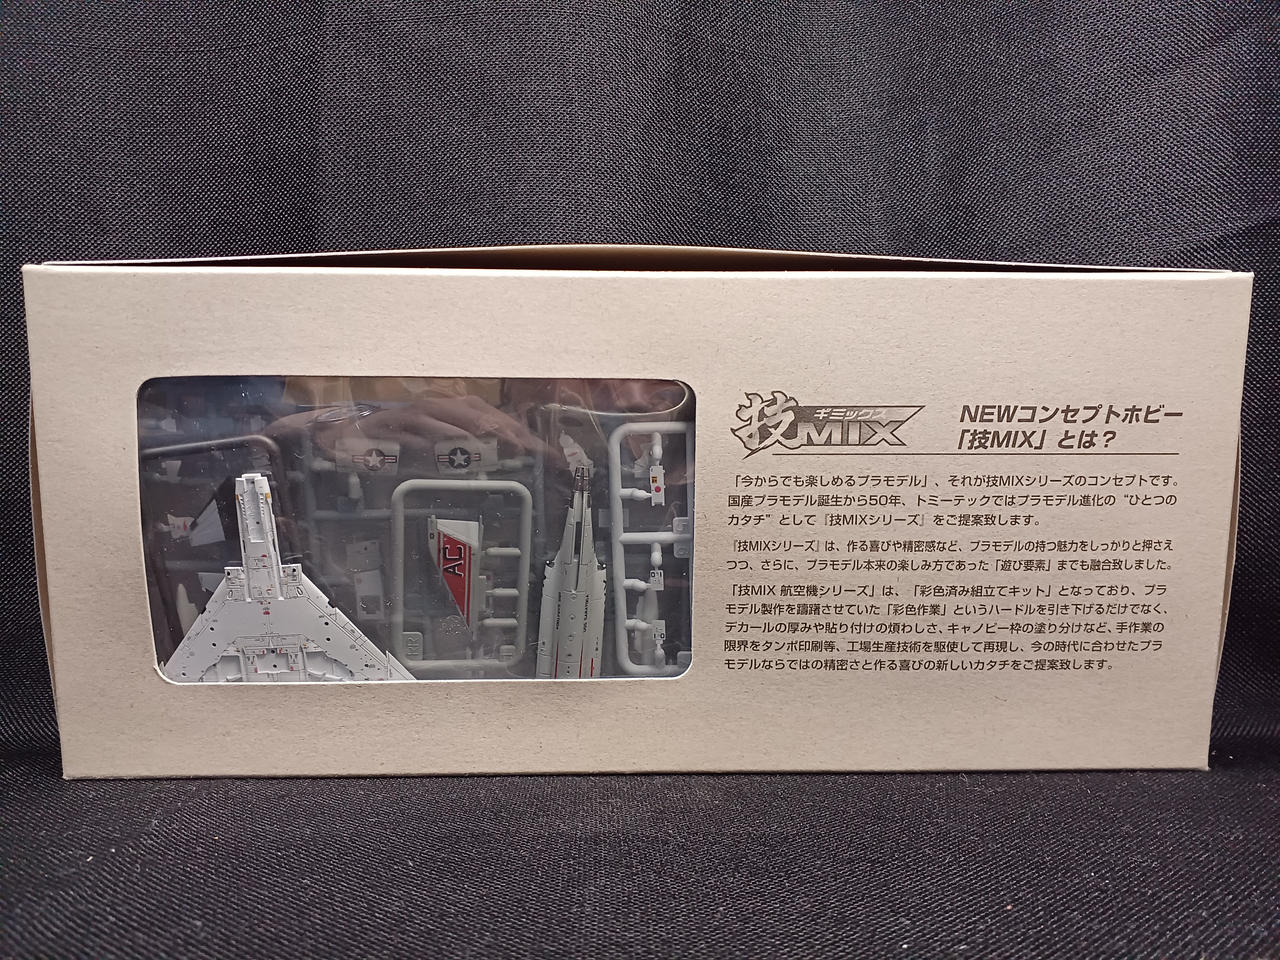 AC
技MIX
ギミックス
NEWコンセプトホビー
「技MIX」とは？
「今からでも楽しめるプラモデル」、それが技MIXシリーズのコンセプトです。
国産プラモデル誕生から50年、トミーテックではプラモデル進化の“ひとつの
カタチ”として『技MIXシリーズ』をご提案致します。
『技MIXシリーズ』は、作る喜びや精密感など、プラモデルの持つ魅力をしっかりと押さえ
つつ、さらに、プラモデル本来の楽しみ方であった「遊び要素」までも融合致しました。
「技MIX 航空機シリーズ」は、「彩色済み組立てキット」となっており、プラ
モデル製作を躊躇させていた「彩色作業」というハードルを引き下げるだけでなく、
デカールの厚みや貼り付けの煩わしさ、キャノピー枠の塗り分けなど、手作業の
限界をタンポ印刷等、工場生産技術を駆使して再現し、今の時代に合わせたプラ
モデルならではの精密さと作る喜びの新しいカタチをご提案致します。